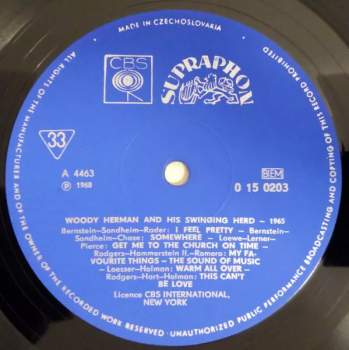 MADE IN CZECHOSLOVAKIA
ALL RIGHTS OF THE MANUFACTURER AND OF THE OWNER OF THE RECORDED WORK RESERVED · UNAUTHORIZED PUBLIC PERFORMANCE BROADCASTING AND COPYING OF THIS RECORD PROHIBITED
CBS
SUPRAPHON
33
A 4463
℗ 1968
BIEM
0 15 0203
WOODY HERMAN AND HIS SWINGING HERD – 1965
Bernstein-Sondheim-Rader: I FEEL PRETTY – Bernstein-
Sondheim-Chase: SOMEWHERE – Loewe-Lerner-
Pierce: GET ME TO THE CHURCH ON TIME –
Rodgers-Hammerstein II.-Romero: MY FA-
VOURITE THINGS – THE SOUND OF MUSIC
– Loesser-Holman: WARM ALL OVER –
Rodgers-Hart-Holman: THIS CAN'T
BE LOVE
Licence CBS INTERNATIONAL,
NEW YORK